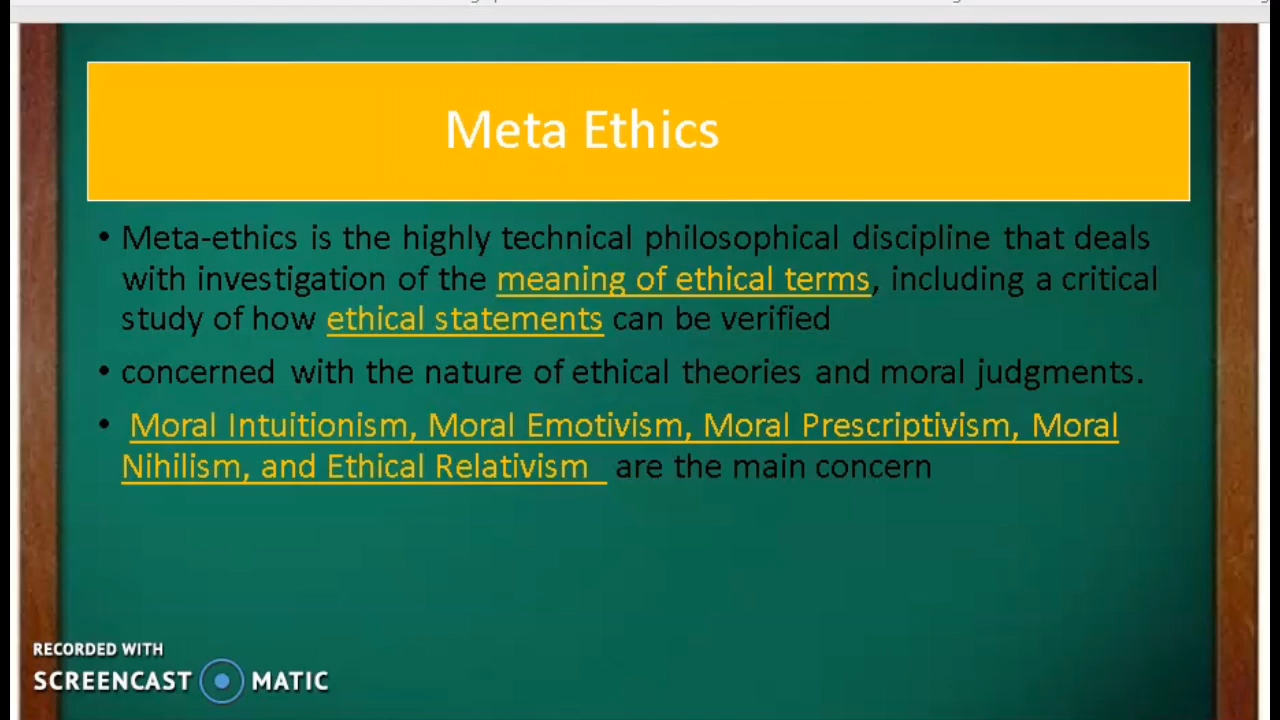 Meta Ethics
• Meta-ethics is the highly technical philosophical discipline that deals
with investigation of the meaning of ethical terms, including a critical
study of how ethical statements can be verified
• concerned with the nature of ethical theories and moral judgments.
• Moral Intuitionism, Moral Emotivism, Moral Prescriptivism, Moral
Nihilism, and Ethical Relativism are the main concern
RECORDED WITH
SCREENCAST MATIC